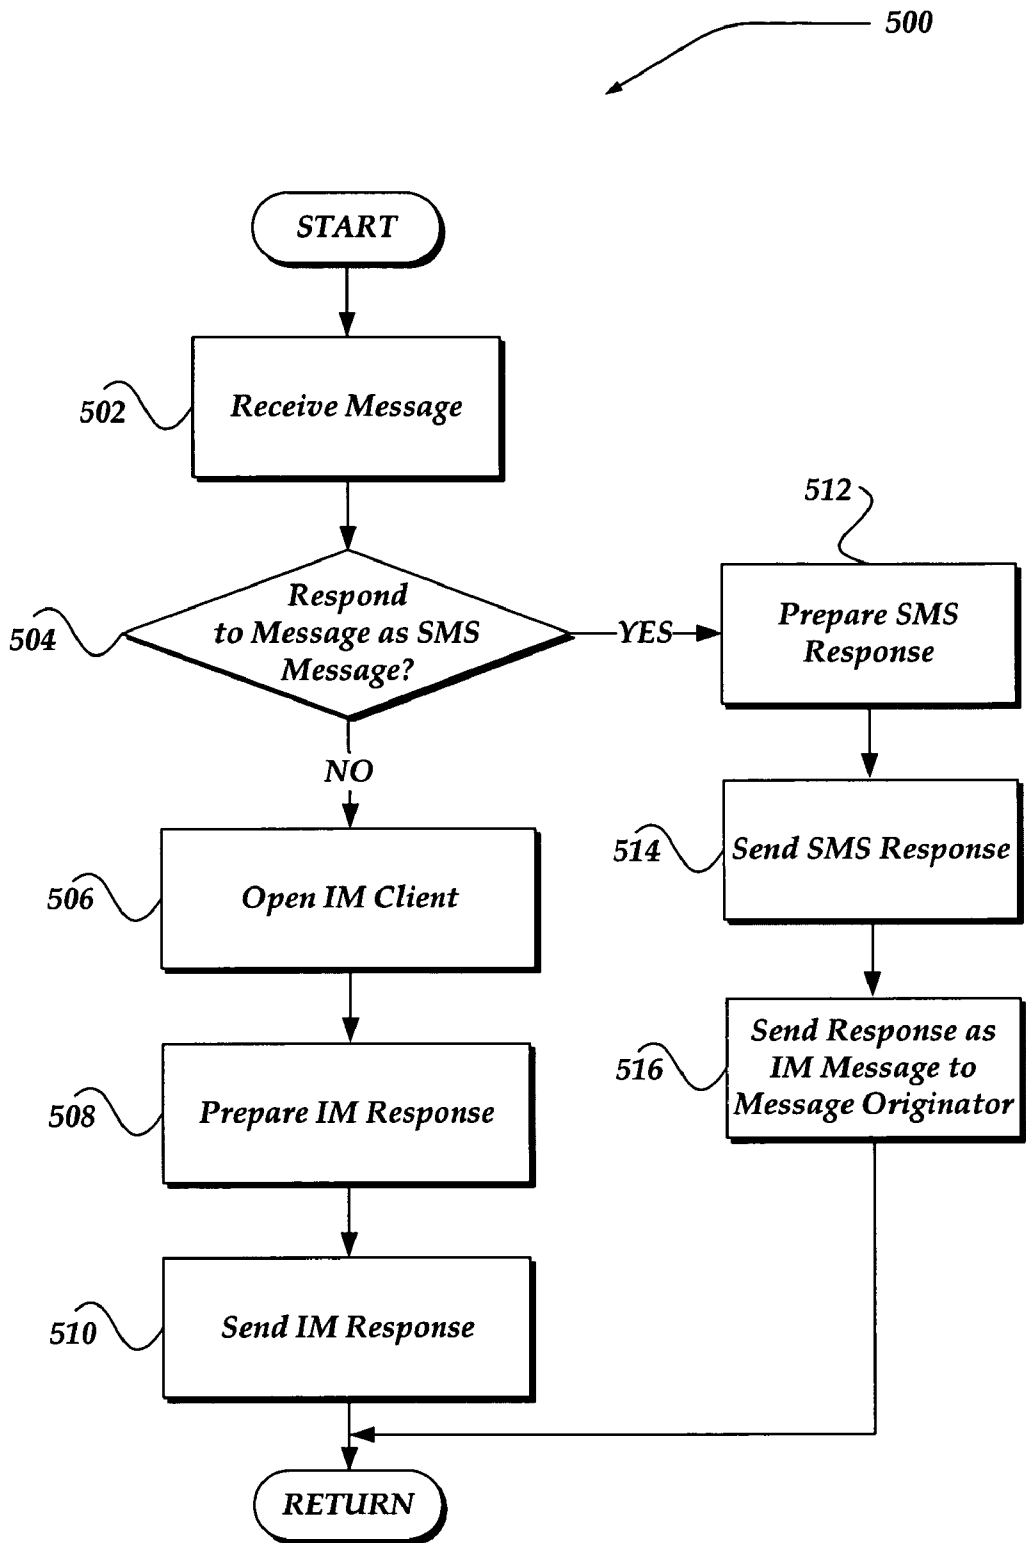 500
START
502
Receive Message
504
Respond
to Message as SMS
Message?
YES
512
Prepare SMS
Response
NO
514
Send SMS Response
506
Open IM Client
516
Send Response as
IM Message to
Message Originator
508
Prepare IM Response
510
Send IM Response
RETURN